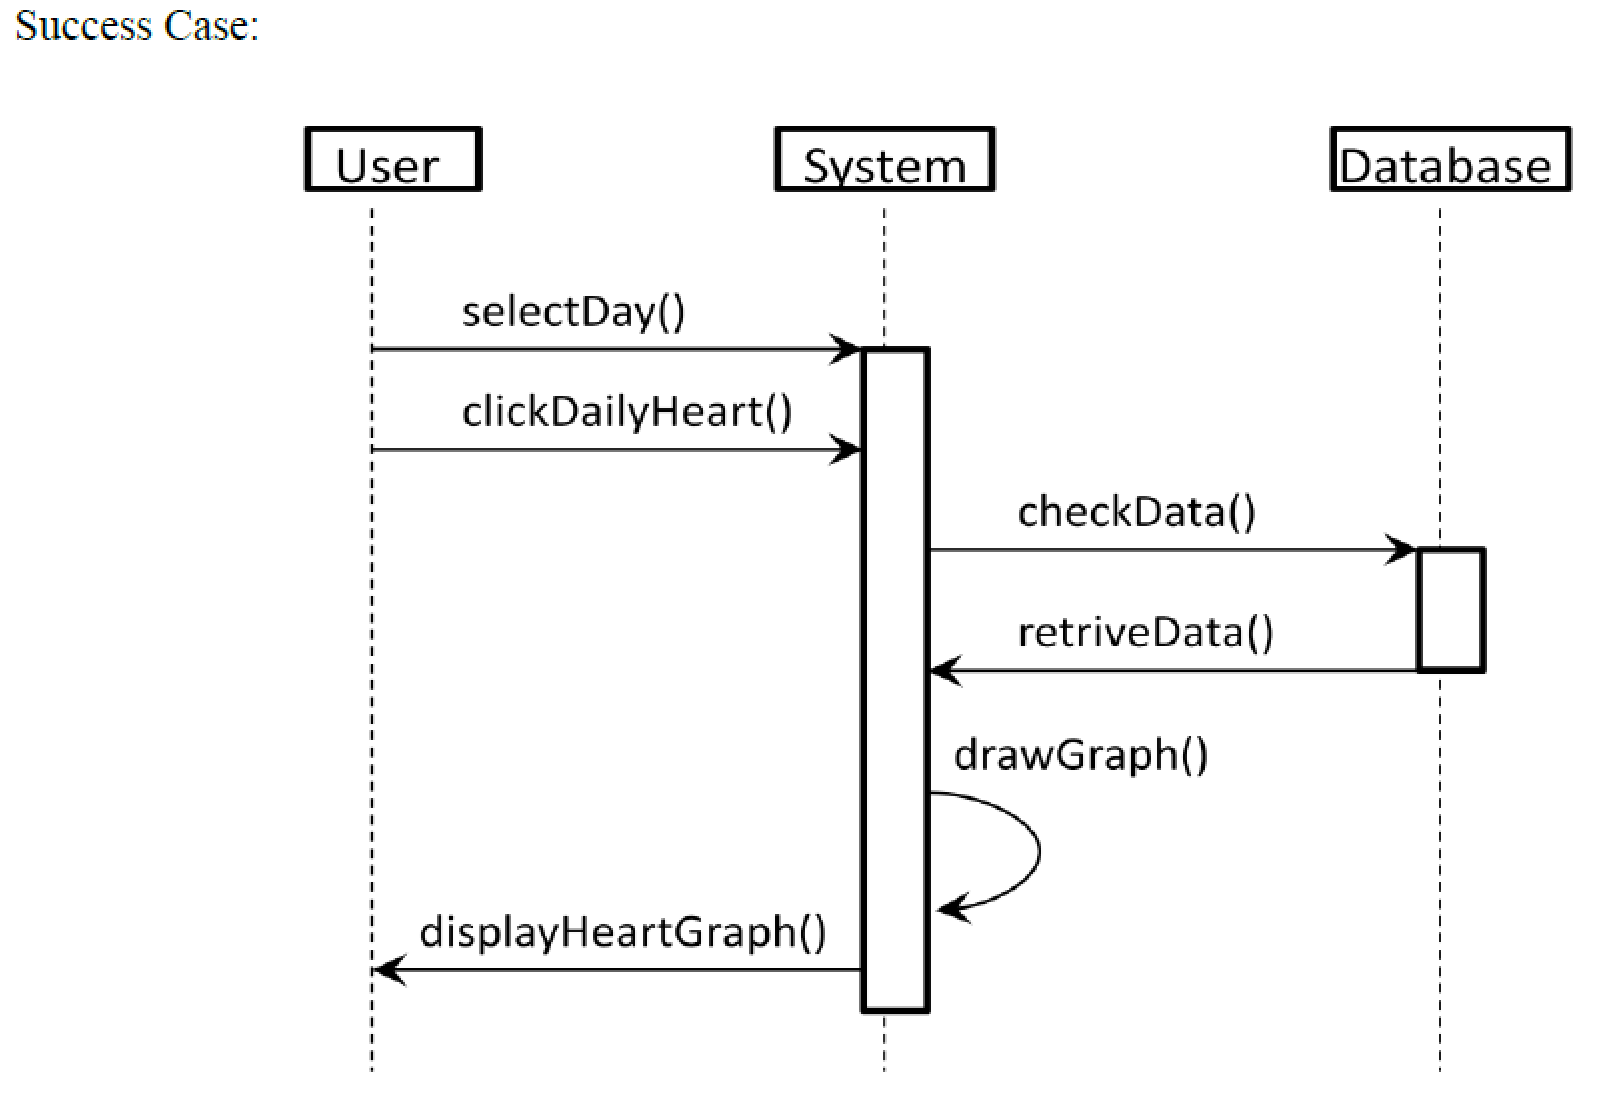 Success Case:
User
System
Database
selectDay()
clickDailyHeart()
checkData()
retriveData()
drawGraph()
displayHeartGraph()